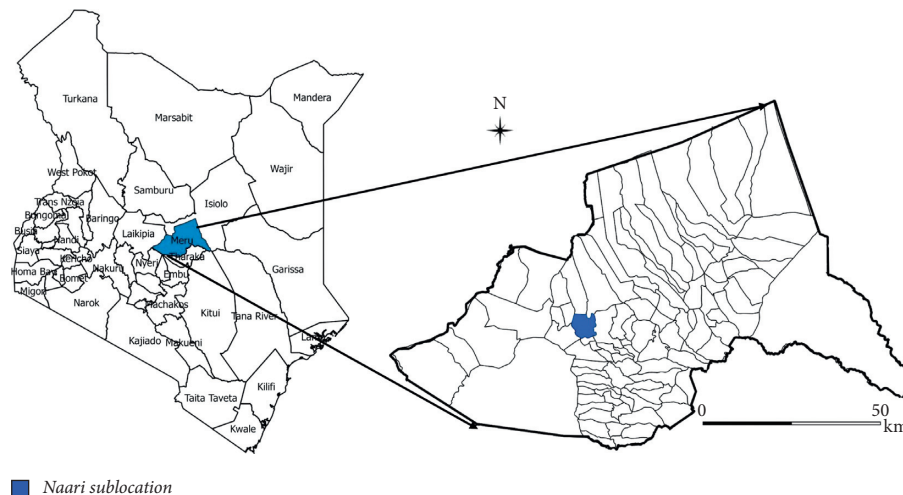 Mandera
Turkana
Marsabit
N
Wajir
West Pokot
Samburu
Isiolo
Trans Nzoia
Bongoma
Baringo
Busia
Laikipia
Meru
Nandi
Siaya
Tharaka
Kericho
Nyeri
Garissa
Homa Bay
Nakuru
Embu
Bomet
Migori
Narok
Machakos
Kitui
Tana River
Lamu
Kajiado
Makueni
Kilifi
Taita Taveta
Kwale
0 50
km
Naari sublocation